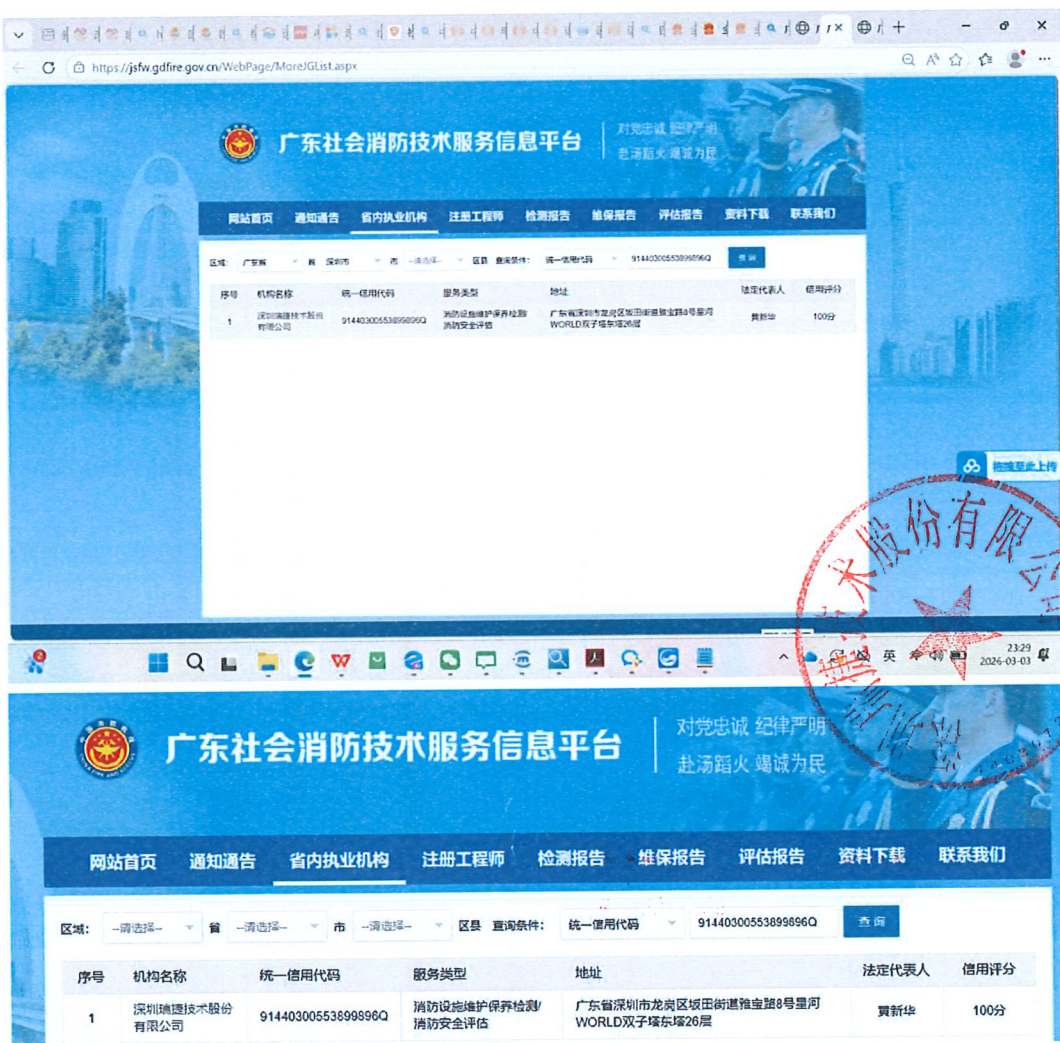 https://jsfw.gdfire.gov.cn/WebPage/MoreJGList.aspx
广东社会消防技术服务信息平台
对党忠诚 纪律严明
赴汤蹈火 竭诚为民
网站首页 通知通告 省内执业机构 注册工程师 检测报告 维保报告 评估报告 资料下载 联系我们
区域: 广东省 省 深圳市 市 --请选择-- 区县 查询条件: 统一信用代码 91440300553899896Q 查询
序号 机构名称 统一信用代码 服务类型 地址 法定代表人 信用评分
1 深圳瑞捷技术股份 91440300553899896Q 消防设施维护保养检测/ 广东省深圳市龙岗区坂田街道雅宝路8号星河 黄新华 100分
有限公司 消防安全评估 WORLD双子塔东塔26层
拖拽至此上传
术股份有限公司
英
23:29
2026-03-03
广东社会消防技术服务信息平台
对党忠诚 纪律严明
赴汤蹈火 竭诚为民
网站首页 通知通告 省内执业机构 注册工程师 检测报告 维保报告 评估报告 资料下载 联系我们
区域: --请选择-- 省 --请选择-- 市 --请选择-- 区县 查询条件: 统一信用代码 91440300553899896Q 查询
序号 机构名称 统一信用代码 服务类型 地址 法定代表人 信用评分
1 深圳瑞捷技术股份 91440300553899896Q 消防设施维护保养检测/ 广东省深圳市龙岗区坂田街道雅宝路8号星河 黄新华 100分
有限公司 消防安全评估 WORLD双子塔东塔26层